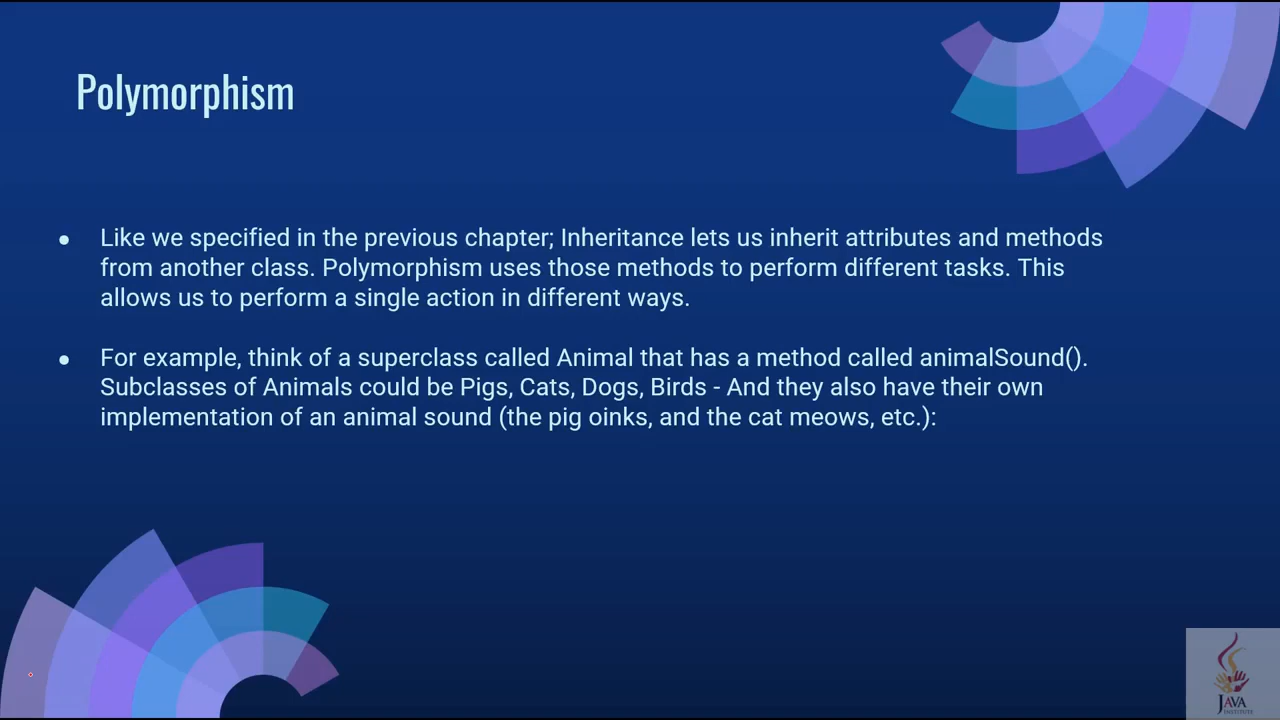 Polymorphism
● Like we specified in the previous chapter; Inheritance lets us inherit attributes and methods
from another class. Polymorphism uses those methods to perform different tasks. This
allows us to perform a single action in different ways.
● For example, think of a superclass called Animal that has a method called animalSound().
Subclasses of Animals could be Pigs, Cats, Dogs, Birds - And they also have their own
implementation of an animal sound (the pig oinks, and the cat meows, etc.):
JAVA
INSTITUTE